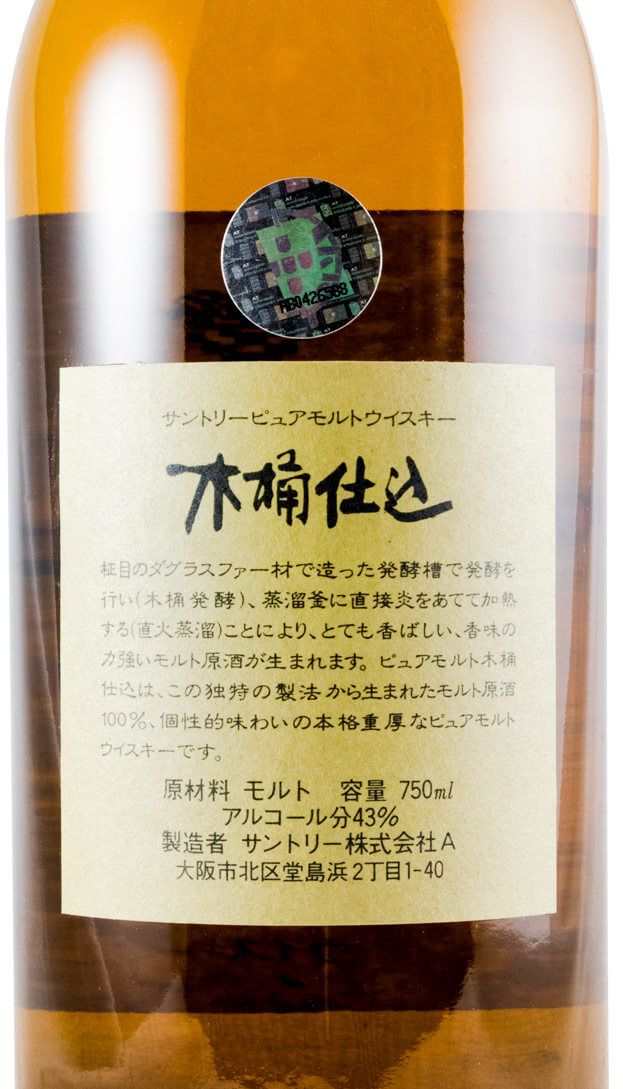 AB0426568
サントリーピュアモルトウイスキー
木桶仕込
柾目のダグラスファー材で造った発酵槽で発酵を
行い(木桶発酵)、蒸溜釜に直接炎をあてて加熱
する(直火蒸溜)ことにより、とても香ばしい、香味の
力強いモルト原酒が生まれます。ピュアモルト木桶
仕込は、この独特の製法から生まれたモルト原酒
100%、個性的味わいの本格重厚なピュアモルト
ウイスキーです。
原材料 モルト 容量 750ml
アルコール分43%
製造者 サントリー株式会社A
大阪市北区堂島浜2丁目1-40